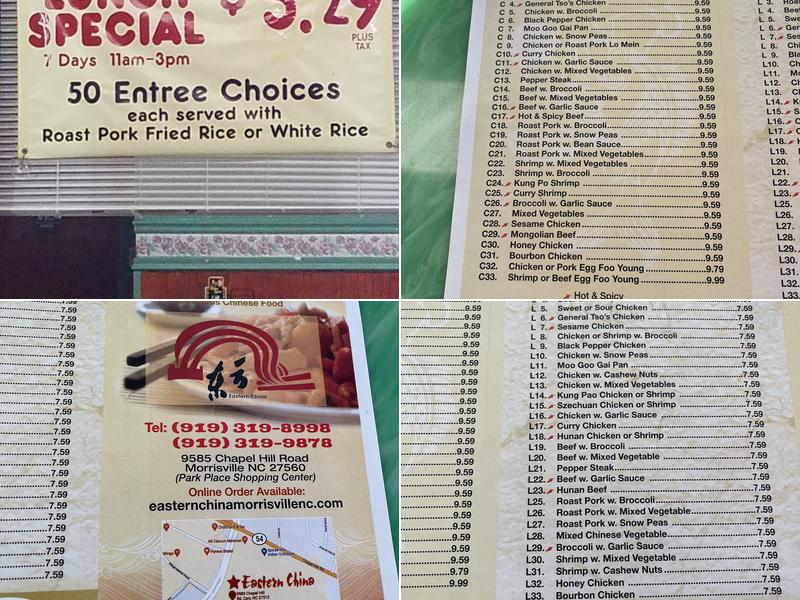 LUNCH $ 5.29
SPECIAL PLUS
TAX
7 Days 11am-3pm
50 Entree Choices
each served with
Roast Pork Fried Rice or White Rice
C 4. General Tso's Chicken 9.59
C 5. Chicken w. Broccoli 9.59
C 6. Black Pepper Chicken 9.59
C 7. Moo Goo Gai Pan 9.59
C 8. Chicken w. Snow Peas 9.59
C 9. Chicken or Roast Pork Lo Mein 9.59
C10. Curry Chicken 9.59
C11. Chicken w. Garlic Sauce 9.59
C12. Chicken w. Mixed Vegetables 9.59
C13. Pepper Steak 9.59
C14. Beef w. Broccoli 9.59
C15. Beef w. Mixed Vegetables 9.59
C16. Beef w. Garlic Sauce 9.59
C17. Hot & Spicy Beef 9.59
C18. Roast Pork w. Broccoli 9.59
C19. Roast Pork w. Snow Peas 9.59
C20. Roast Pork w. Bean Sauce 9.59
C21. Roast Pork w. Mixed Vegetables 9.59
C22. Shrimp w. Mixed Vegetables 9.59
C23. Shrimp w. Broccoli 9.59
C24. Kung Po Shrimp 9.59
C25. Curry Shrimp 9.59
C26. Broccoli w. Garlic Sauce 9.59
C27. Mixed Vegetables 9.59
C28. Sesame Chicken 9.59
C29. Mongolian Beef 9.59
C30. Honey Chicken 9.59
C31. Bourbon Chicken 9.59
C32. Chicken or Pork Egg Foo Young 9.79
C33. Shrimp or Beef Egg Foo Young 9.99
Hot & Spicy
Chinese Food
东方
Eastern China
Tel: (919) 319-8998
(919) 319-9878
9585 Chapel Hill Road
Morrisville NC 27560
(Park Place Shopping Center)
Online Order Available:
easternchinamorrisvillenc.com
54
Eastern China
L 5. Sweet or Sour Chicken 7.59
L 6. General Tso's Chicken 7.59
L 7. Sesame Chicken 7.59
L 8. Chicken or Shrimp w. Broccoli 7.59
L 9. Black Pepper Chicken 7.59
L10. Chicken w. Snow Peas 7.59
L11. Moo Goo Gai Pan 7.59
L12. Chicken w. Cashew Nuts 7.59
L13. Chicken w. Mixed Vegetables 7.59
L14. Kung Pao Chicken or Shrimp 7.59
L15. Szechuan Chicken or Shrimp 7.59
L16. Chicken w. Garlic Sauce 7.59
L17. Curry Chicken 7.59
L18. Hunan Chicken or Shrimp 7.59
L19. Beef w. Broccoli 7.59
L20. Beef w. Mixed Vegetable 7.59
L21. Pepper Steak 7.59
L22. Beef w. Garlic Sauce 7.59
L23. Hunan Beef 7.59
L25. Roast Pork w. Broccoli 7.59
L26. Roast Pork w. Mixed Vegetable 7.59
L27. Roast Pork w. Snow Peas 7.59
L28. Mixed Chinese Vegetable 7.59
L29. Broccoli w. Garlic Sauce 7.59
L30. Shrimp w. Mixed Vegetable 7.59
L31. Shrimp w. Cashew Nuts 7.59
L32. Honey Chicken 7.59
L33. Bourbon Chicken 7.59